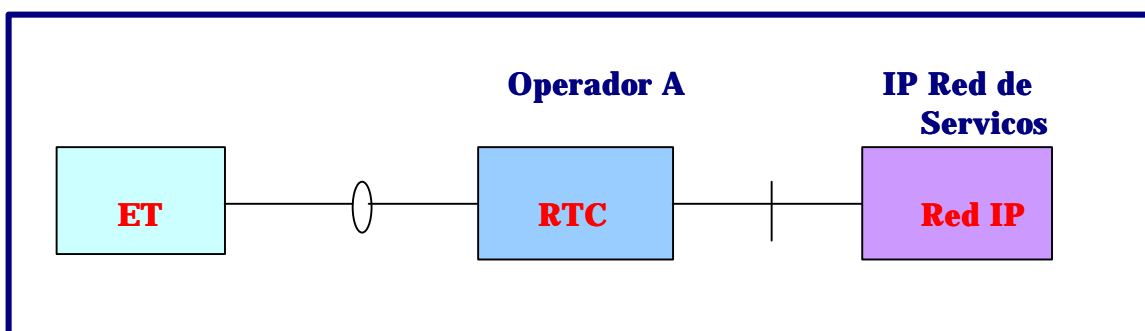 Operador A
IP Red de
Servicos
ET
RTC
Red IP